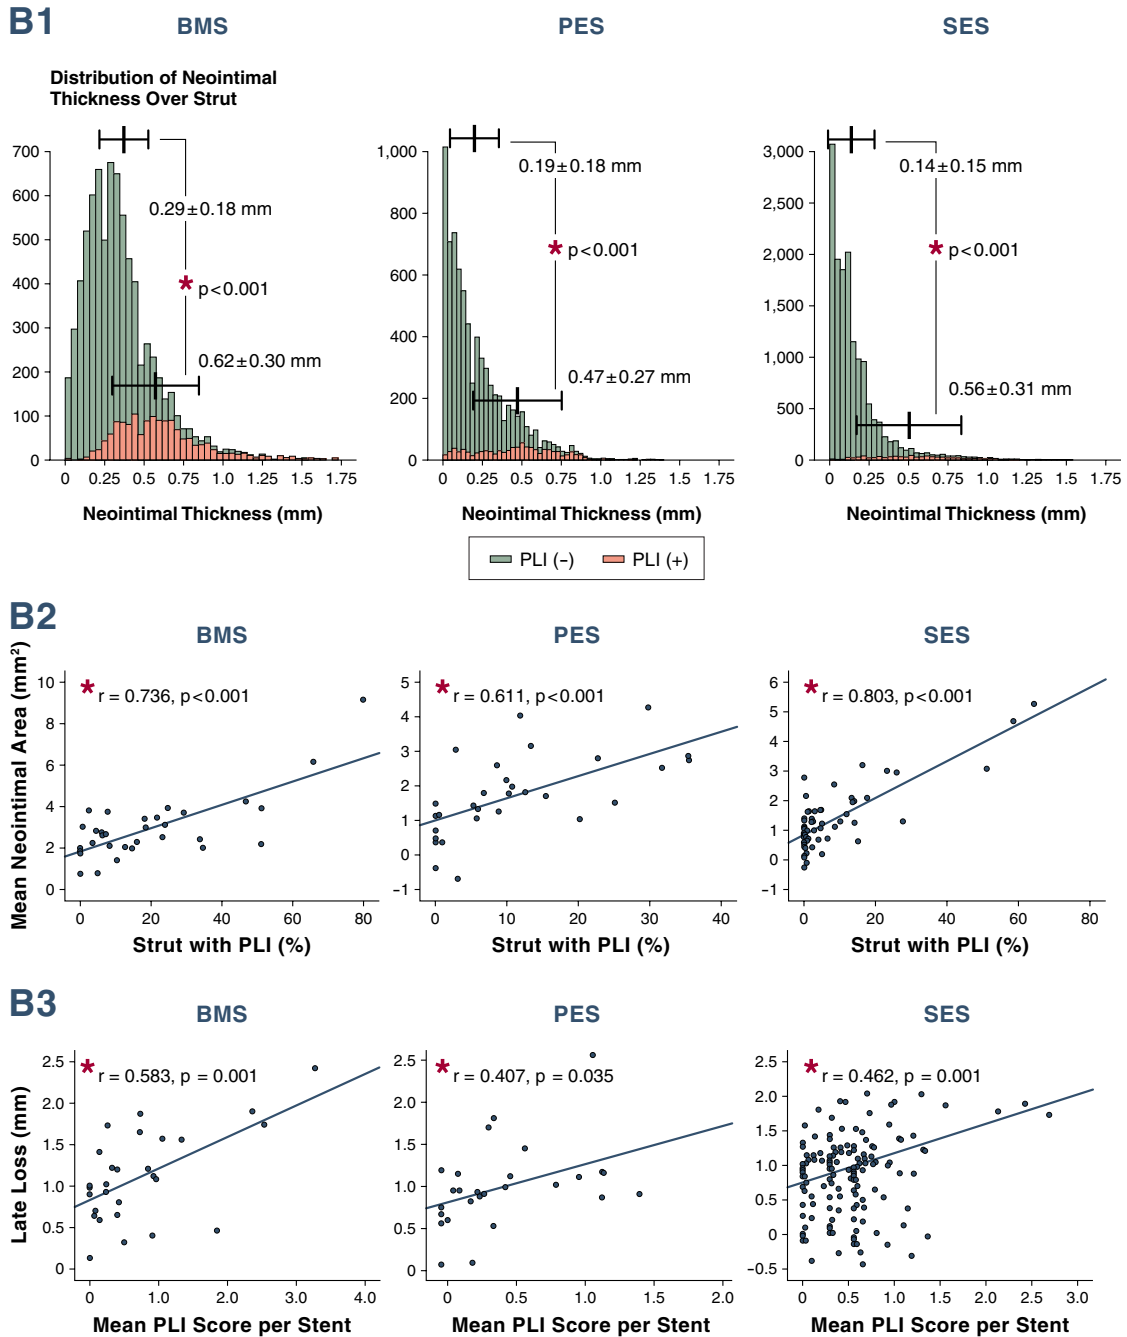 B1
BMS
PES
SES
Distribution of Neointimal
Thickness Over Strut
700
600
500
400
300
200
100
0
0.29±0.18 mm
p<0.001
0.62±0.30 mm
0 0.25 0.5 0.75 1.0 1.25 1.5 1.75
Neointimal Thickness (mm)
1,000
800
600
400
200
0
0.19±0.18 mm
p<0.001
0.47±0.27 mm
0 0.25 0.5 0.75 1.0 1.25 1.5 1.75
Neointimal Thickness (mm)
3,000
2,500
2,000
1,500
1,000
500
0
0.14±0.15 mm
p<0.001
0.56±0.31 mm
0 0.25 0.5 0.75 1.0 1.25 1.5 1.75
Neointimal Thickness (mm)
PLI (−) PLI (+)
B2
BMS
PES
SES
Mean Neointimal Area (mm²)
10
8
6
4
2
0
r = 0.736, p<0.001
0 20 40 60 80
Strut with PLI (%)
5
4
3
2
1
0
−1
r = 0.611, p<0.001
0 10 20 30 40
Strut with PLI (%)
6
5
4
3
2
1
0
−1
r = 0.803, p<0.001
0 20 40 60 80
Strut with PLI (%)
B3
BMS
PES
SES
Late Loss (mm)
2.5
2.0
1.5
1.0
0.5
0
r = 0.583, p = 0.001
0 1.0 2.0 3.0 4.0
Mean PLI Score per Stent
2.5
2.0
1.5
1.0
0.5
0
r = 0.407, p = 0.035
0 0.5 1.0 1.5 2.0
Mean PLI Score per Stent
2.5
2.0
1.5
1.0
0.5
0
−0.5
r = 0.462, p = 0.001
0 0.5 1.0 1.5 2.0 2.5 3.0
Mean PLI Score per Stent